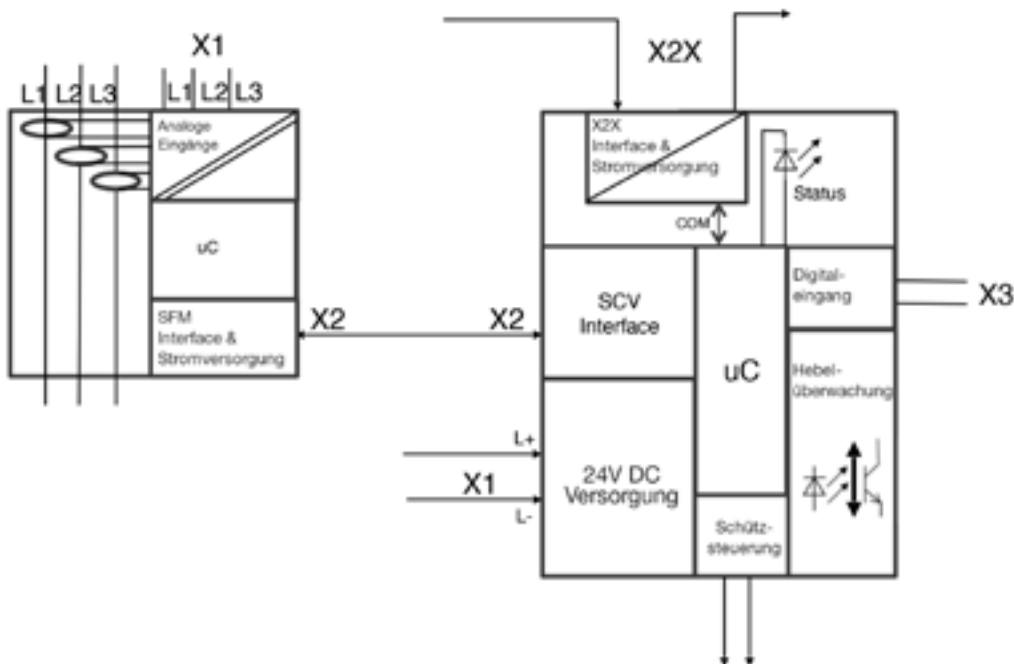 X1
L1 L2 L3
L1 L2 L3
Analoge
Eingänge
uC
SFM
Interface &
Stromversorgung
X2
X2
X2X
X2X
Interface &
Stromversorgung
COM
Status
SCV
Interface
uC
Digital-
eingang
X3
Hebel-
überwachung
L+
X1
L-
24V DC
Versorgung
Schütz-
steuerung